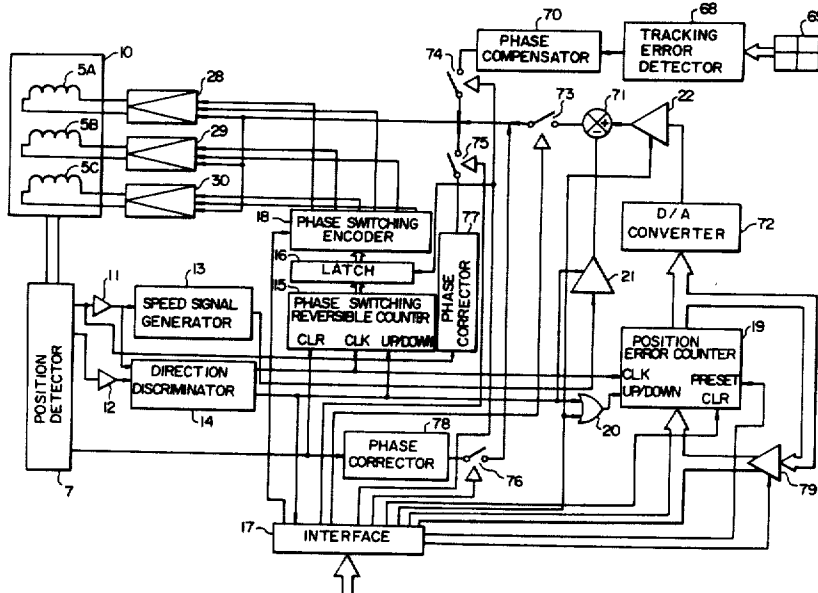 10
5A
5B
5C
28
29
30
74
70
PHASE
COMPENSATOR
68
TRACKING
ERROR
DETECTOR
73
71
22
75
18
PHASE SWITCHING
ENCODER
16
LATCH
15
PHASE SWITCHING
REVERSIBLE COUNTER
CLR CLK UP/DOWN
77
PHASE
CORRECTOR
D/A
CONVERTER
72
21
11
13
SPEED SIGNAL
GENERATOR
POSITION
DETECTOR
7
12
DIRECTION
DISCRIMINATOR
14
POSITION
ERROR COUNTER
19
CLK
PRESET
UP/DOWN
CLR
20
78
PHASE
CORRECTOR
76
79
17
INTERFACE